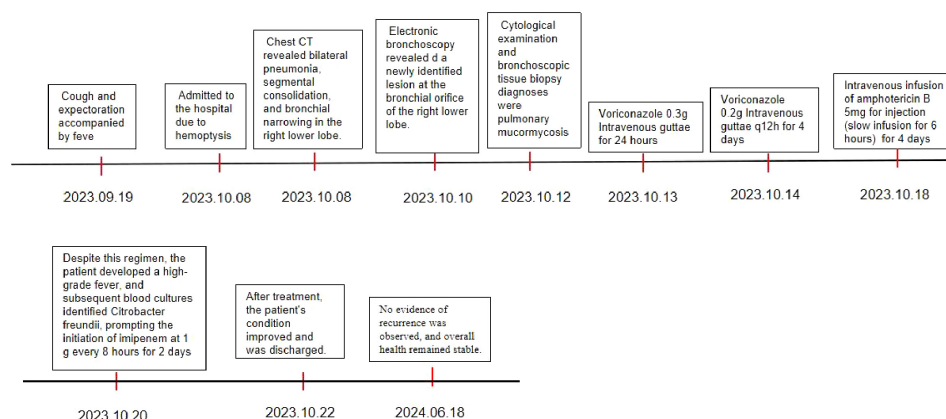 Cough and
expectoration
accompanied
by feve
Admitted to
the hospital
due to
hemoptysis
Chest CT
revealed bilateral
pneumonia,
segmental
consolidation,
and bronchial
narrowing in the
right lower lobe.
Electronic
bronchoscopy
revealed d a
newly identified
lesion at the
bronchial orifice
of the right lower
lobe.
Cytological
examination
and
bronchoscopic
tissue biopsy
diagnoses
were
pulmonary
mucormycosis
Voriconazole 0.3g
Intravenous guttae
for 24 hours
Voriconazole
0.2g Intravenous
guttae q12h for 4
days
Intravenous infusion
of amphotericin B
5mg for injection
(slow infusion for 6
hours) for 4 days
2023.09.19
2023.10.08
2023.10.08
2023.10.10
2023.10.12
2023.10.13
2023.10.14
2023.10.18
Despite this regimen, the
patient developed a high-
grade fever, and
subsequent blood cultures
identified Citrobacter
freundii, prompting the
initiation of imipenem at 1
g every 8 hours for 2 days
After treatment,
the patient's
condition
improved and
was discharged.
No evidence of
recurrence was
observed, and overall
health remained stable.
2023.10.20
2023.10.22
2024.06.18